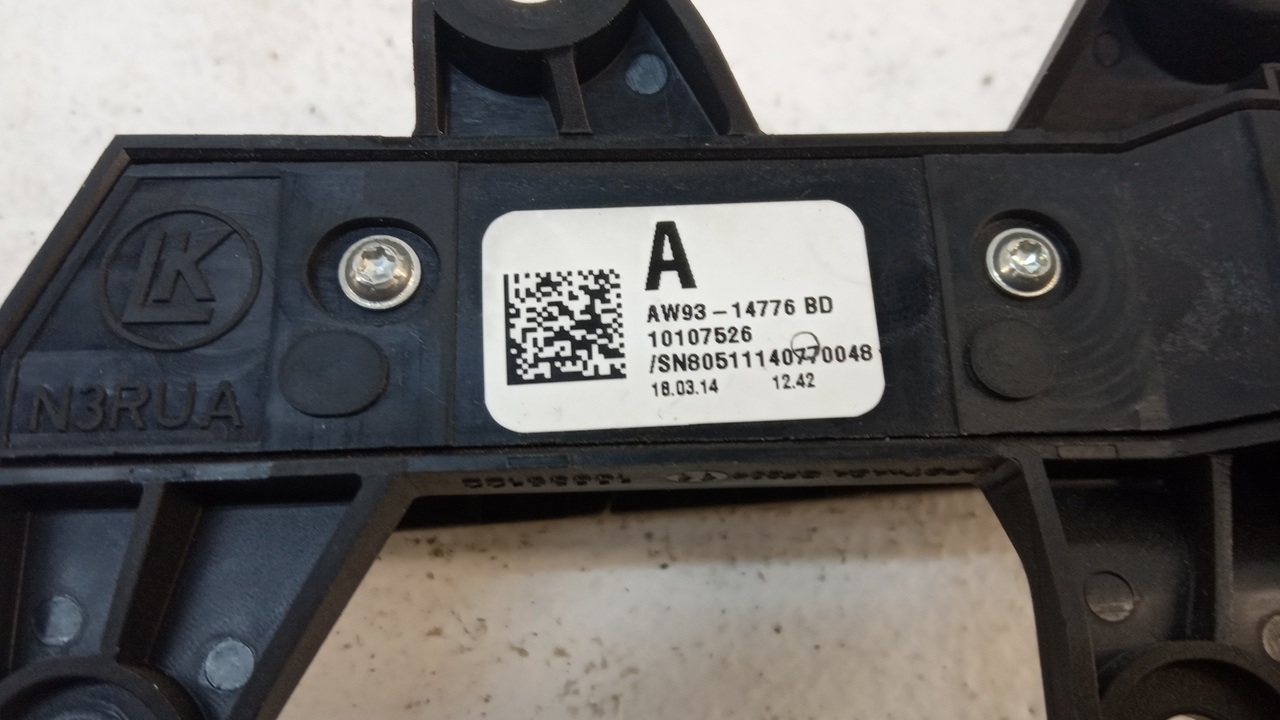 LK
N3RUA
A
AW93-14776 BD
10107526
/SN80511140770048
18.03.14 12.42